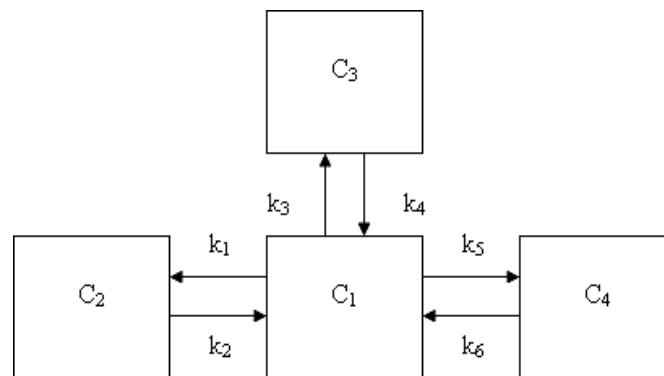 C₃
k₃ k₄
k₁ k₅
C₂ C₁ C₄
k₂ k₆